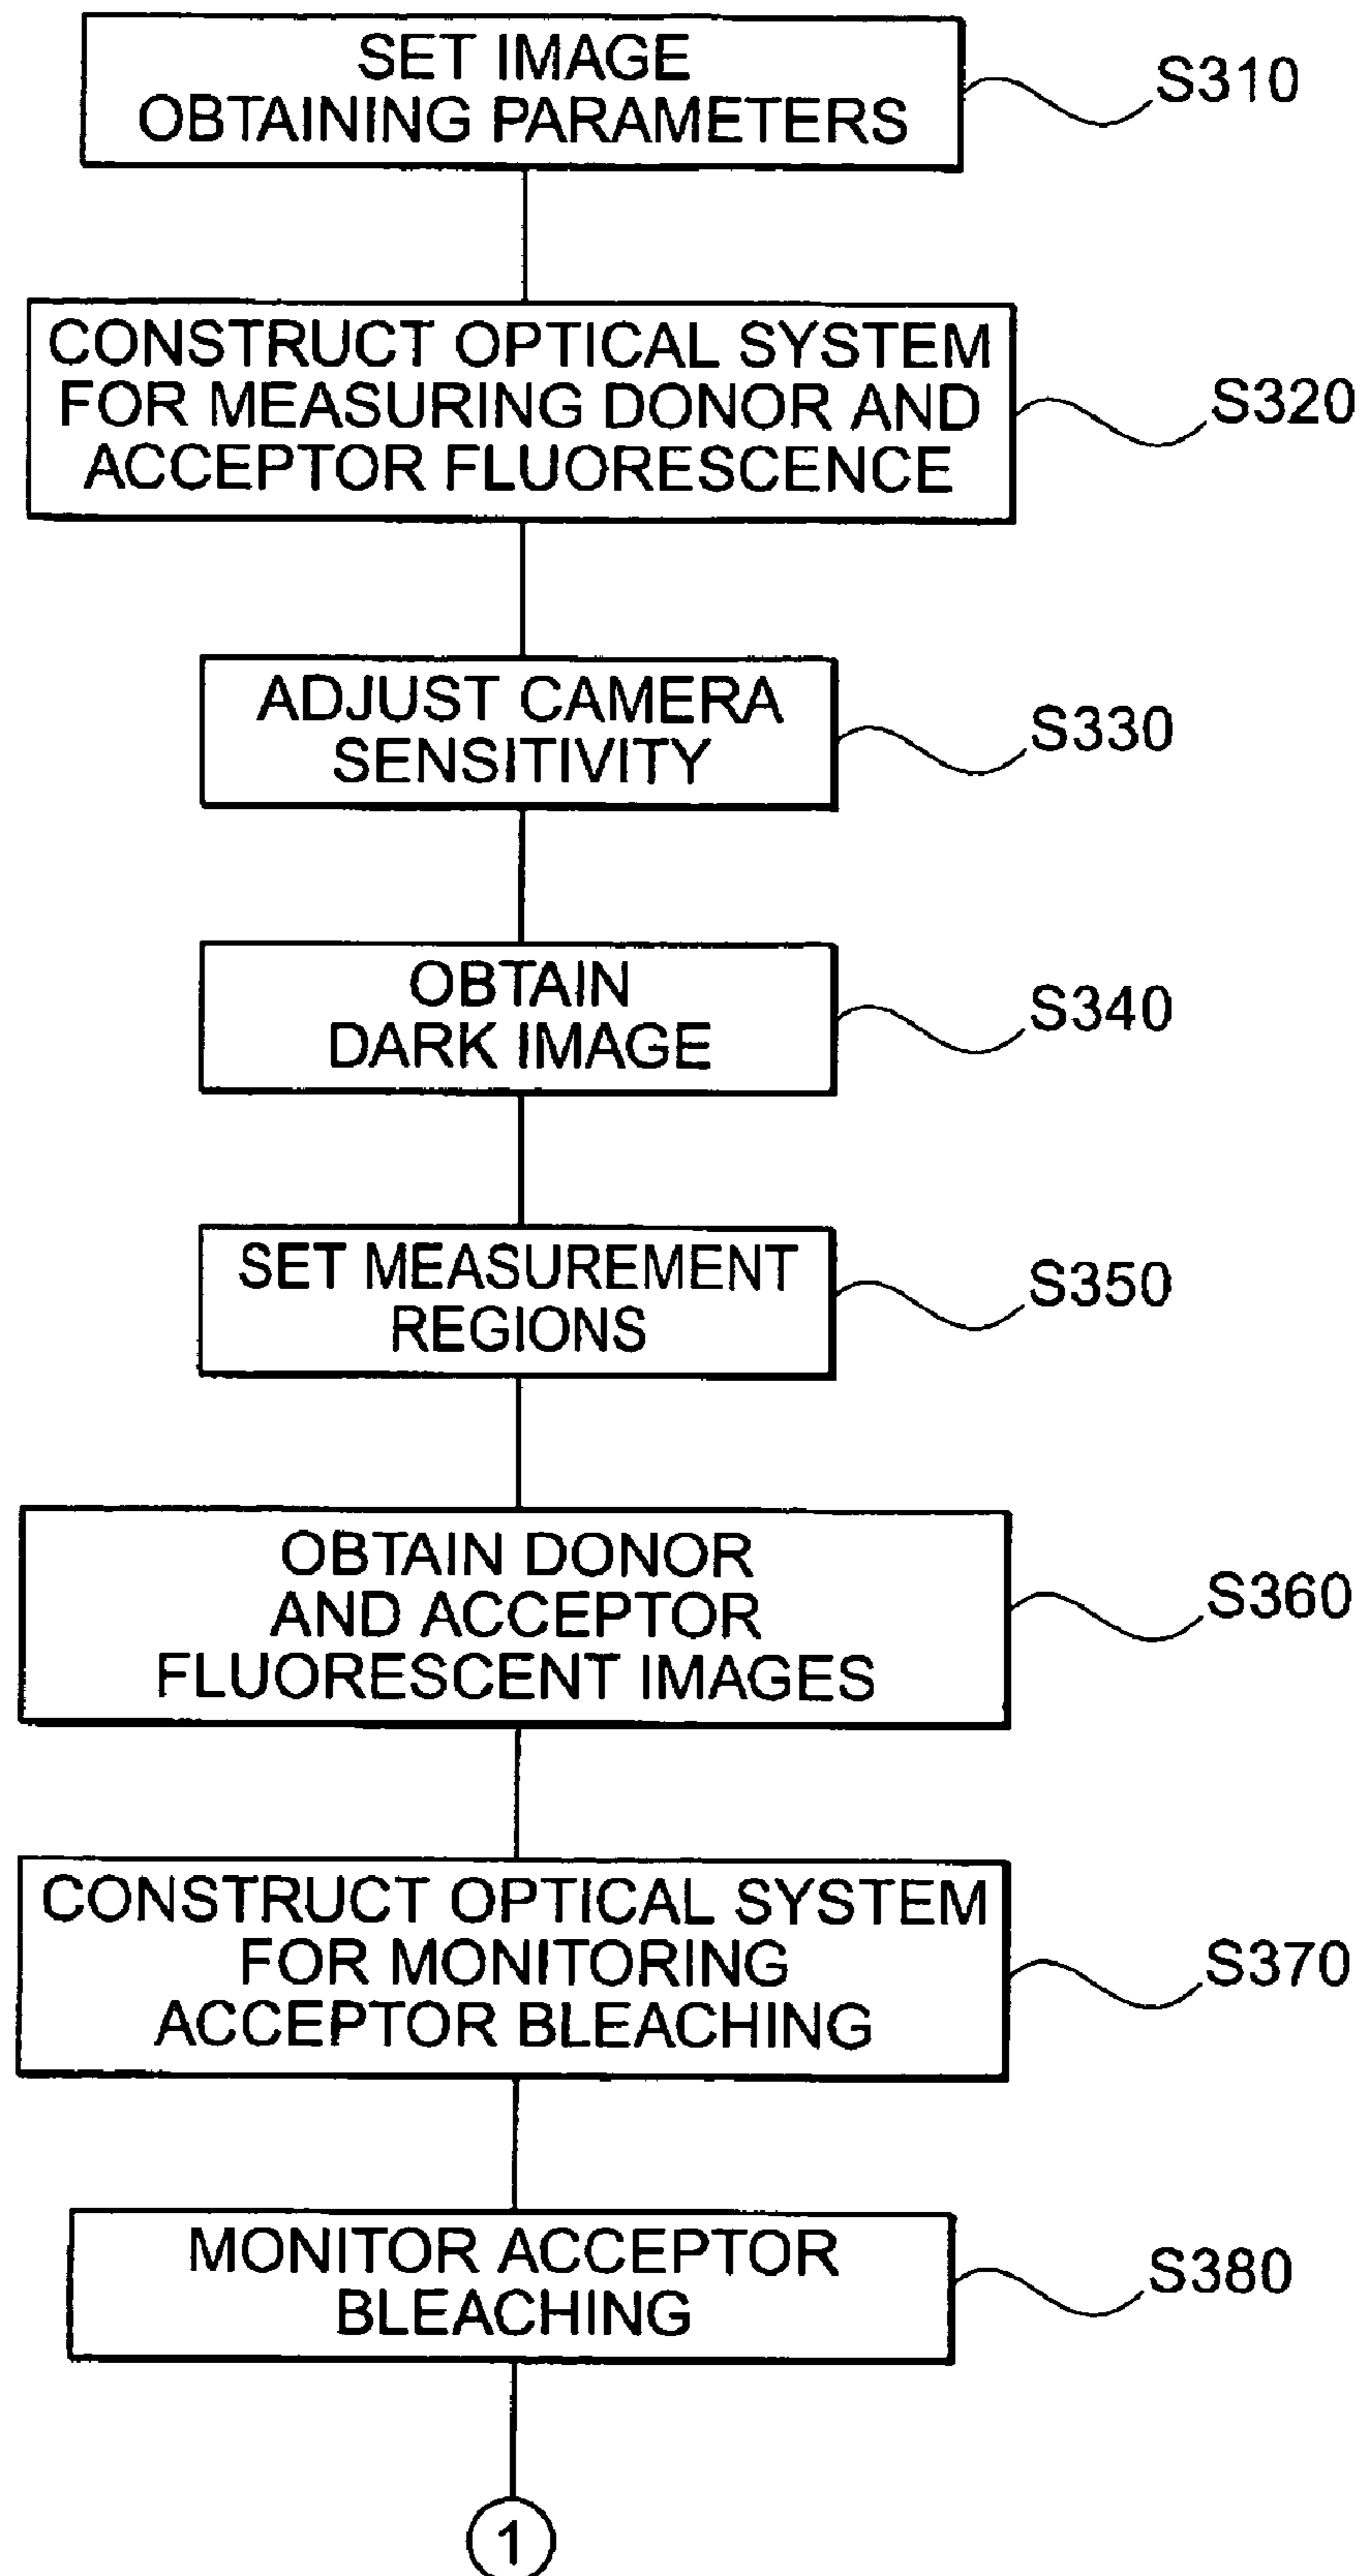 SET IMAGE
OBTAINING PARAMETERS
S310
CONSTRUCT OPTICAL SYSTEM
FOR MEASURING DONOR AND
ACCEPTOR FLUORESCENCE
S320
ADJUST CAMERA
SENSITIVITY
S330
OBTAIN
DARK IMAGE
S340
SET MEASUREMENT
REGIONS
S350
OBTAIN DONOR
AND ACCEPTOR
FLUORESCENT IMAGES
S360
CONSTRUCT OPTICAL SYSTEM
FOR MONITORING
ACCEPTOR BLEACHING
S370
MONITOR ACCEPTOR
BLEACHING
S380
1